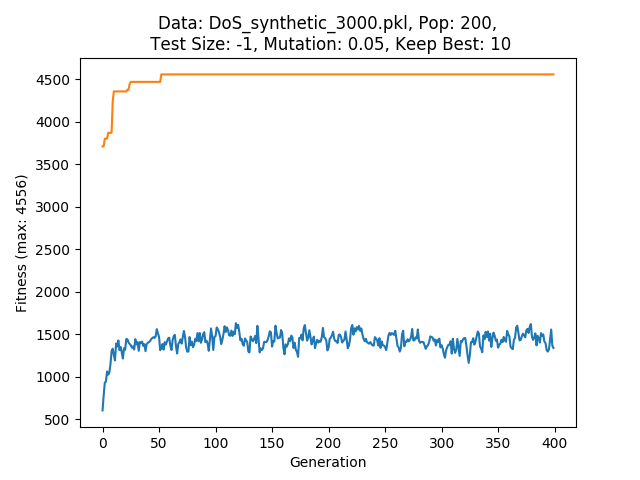 Data: DoS_synthetic_3000.pkl, Pop: 200,
Test Size: -1, Mutation: 0.05, Keep Best: 10
Fitness (max: 4556)
4500
4000
3500
3000
2500
2000
1500
1000
500
0 50 100 150 200 250 300 350 400
Generation